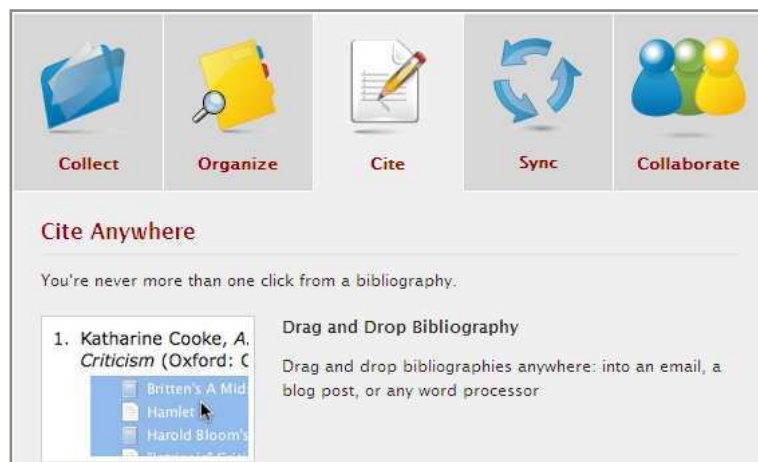 Collect
Organize
Cite
Sync
Collaborate
Cite Anywhere
You're never more than one click from a bibliography.
1. Katharine Cooke, A.
Criticism (Oxford: C
Britten's A Mid
Hamlet
Harold Bloom's
Drag and Drop Bibliography
Drag and drop bibliographies anywhere: into an email, a
blog post, or any word processor